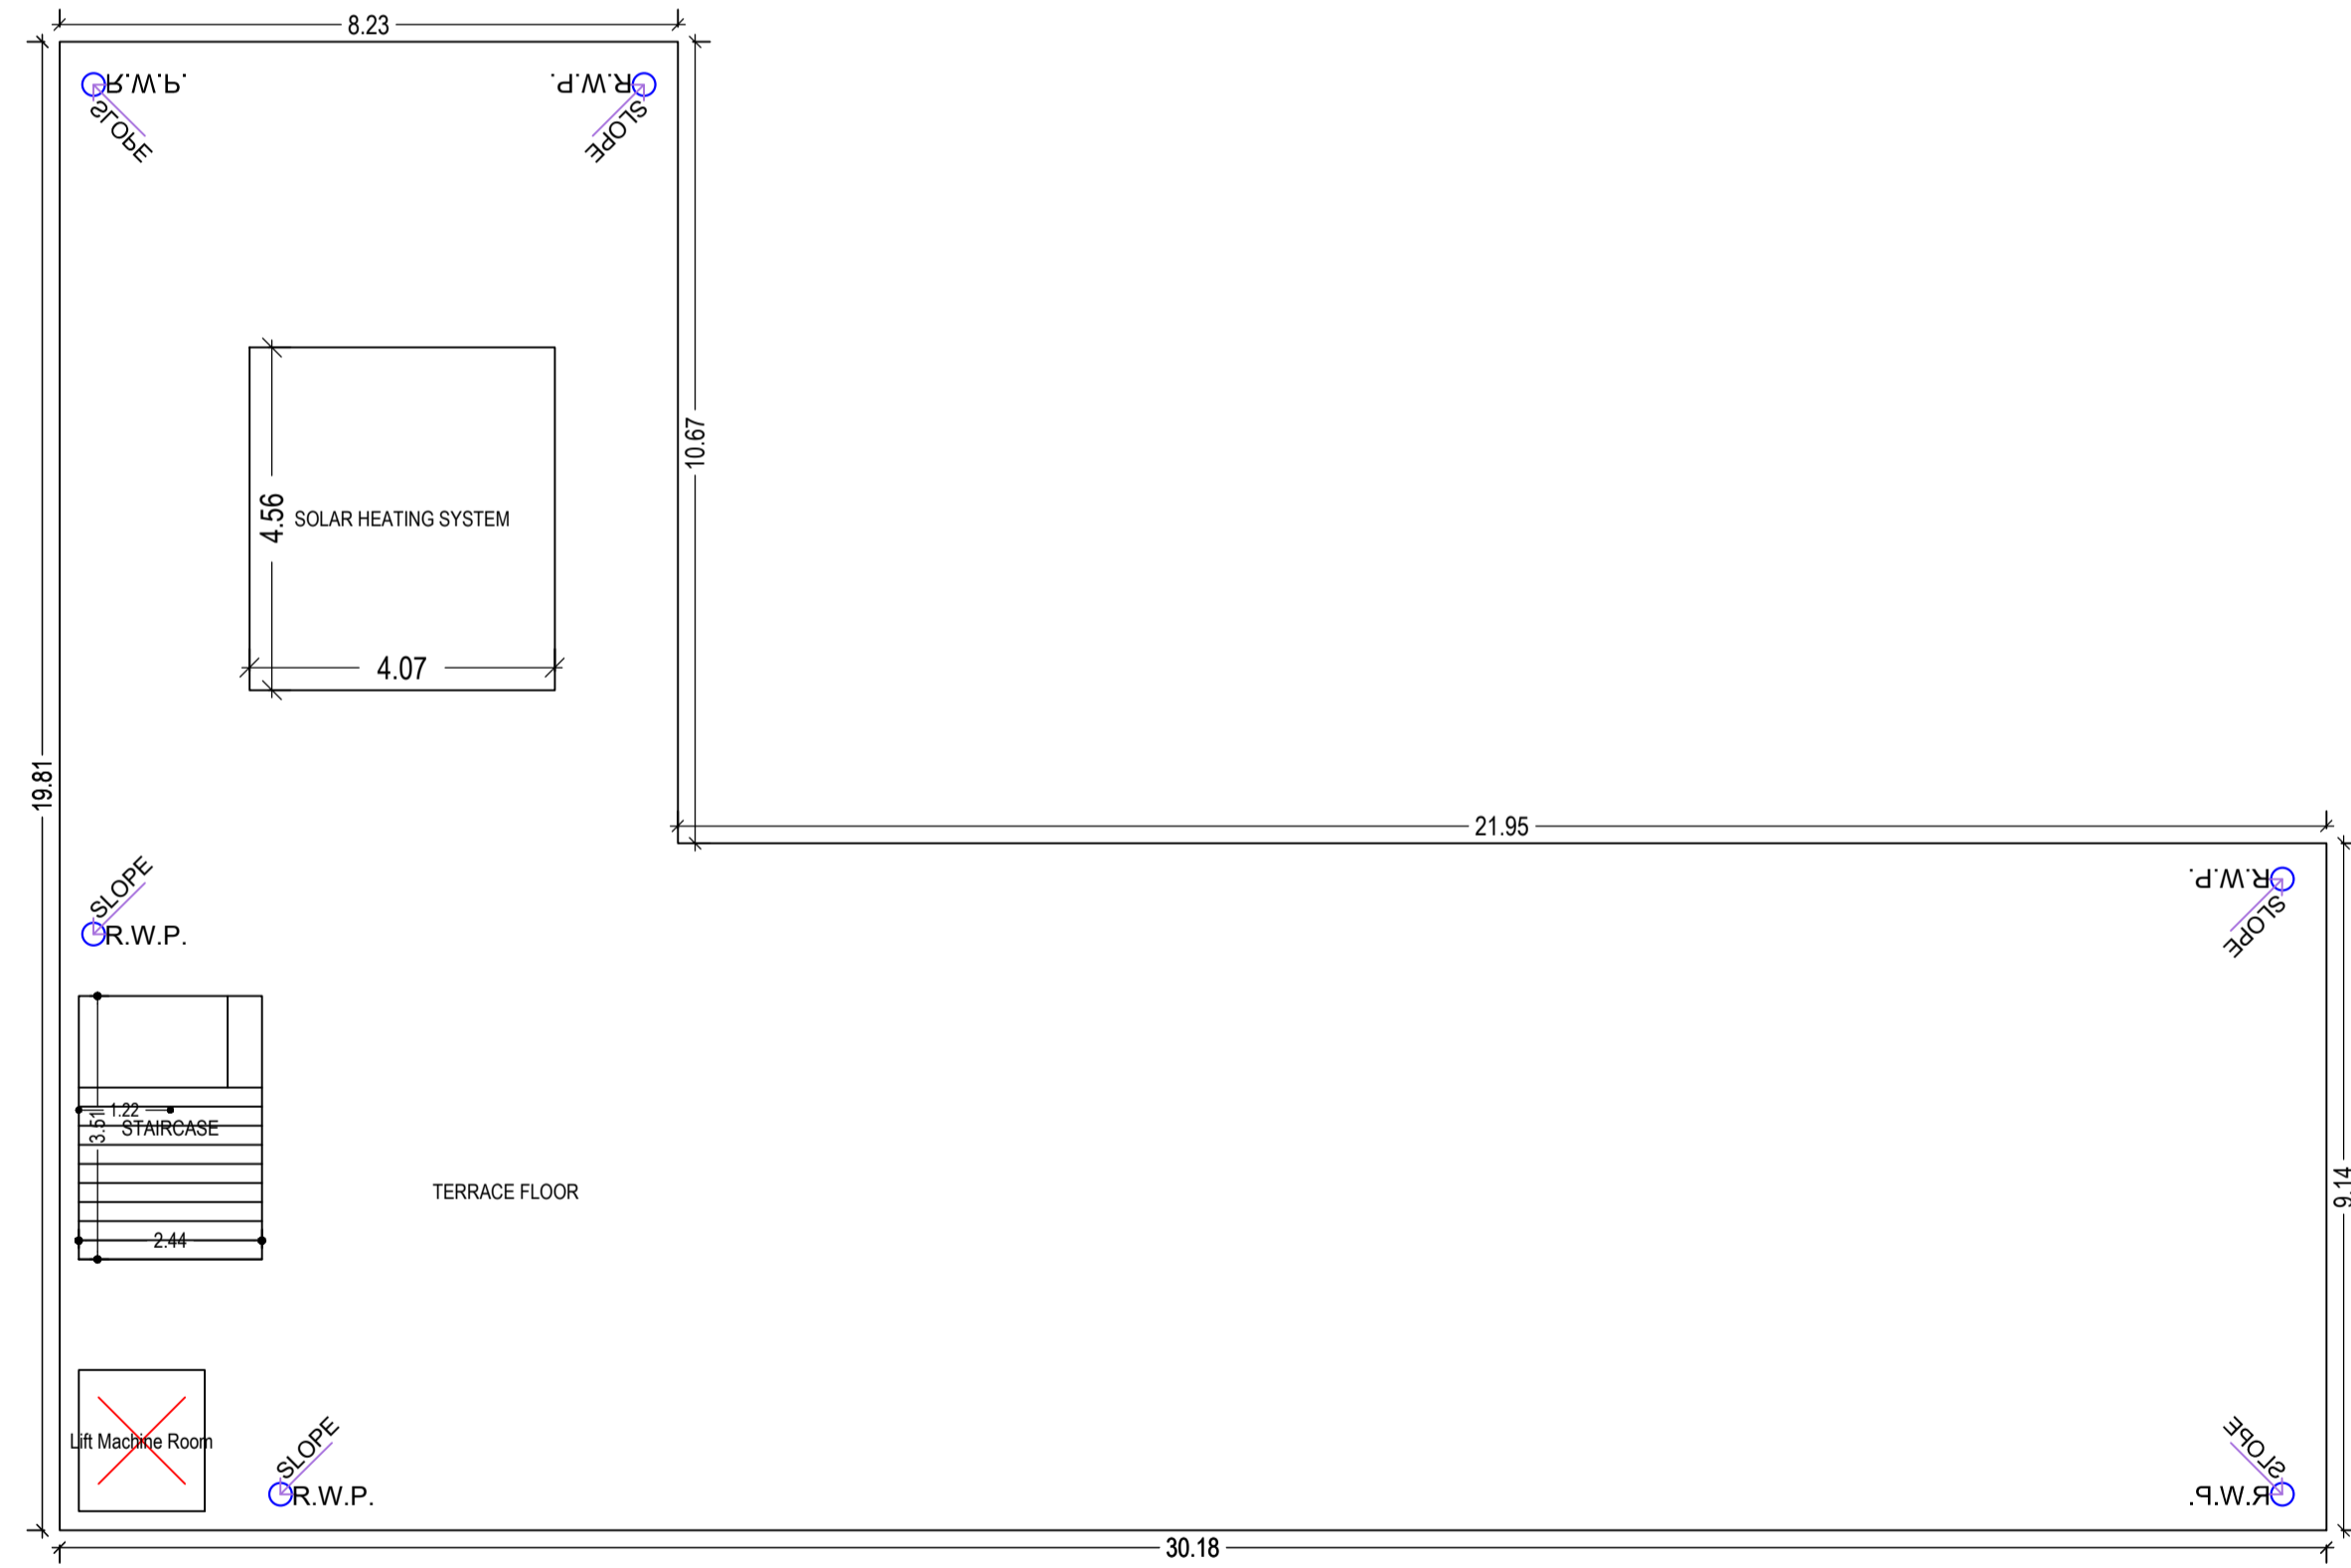 8.23
R.W.P.
R.W.P.
SLOPE
SLOPE
10.67
4.56
SOLAR HEATING SYSTEM
4.07
19.81
21.95
SLOPE
R.W.P.
R.W.P.
SLOPE
1.22
3.51
STAIRCASE
TERRACE FLOOR
9.14
2.44
Lift Machine Room
SLOPE
R.W.P.
SLOPE
R.W.P.
30.18